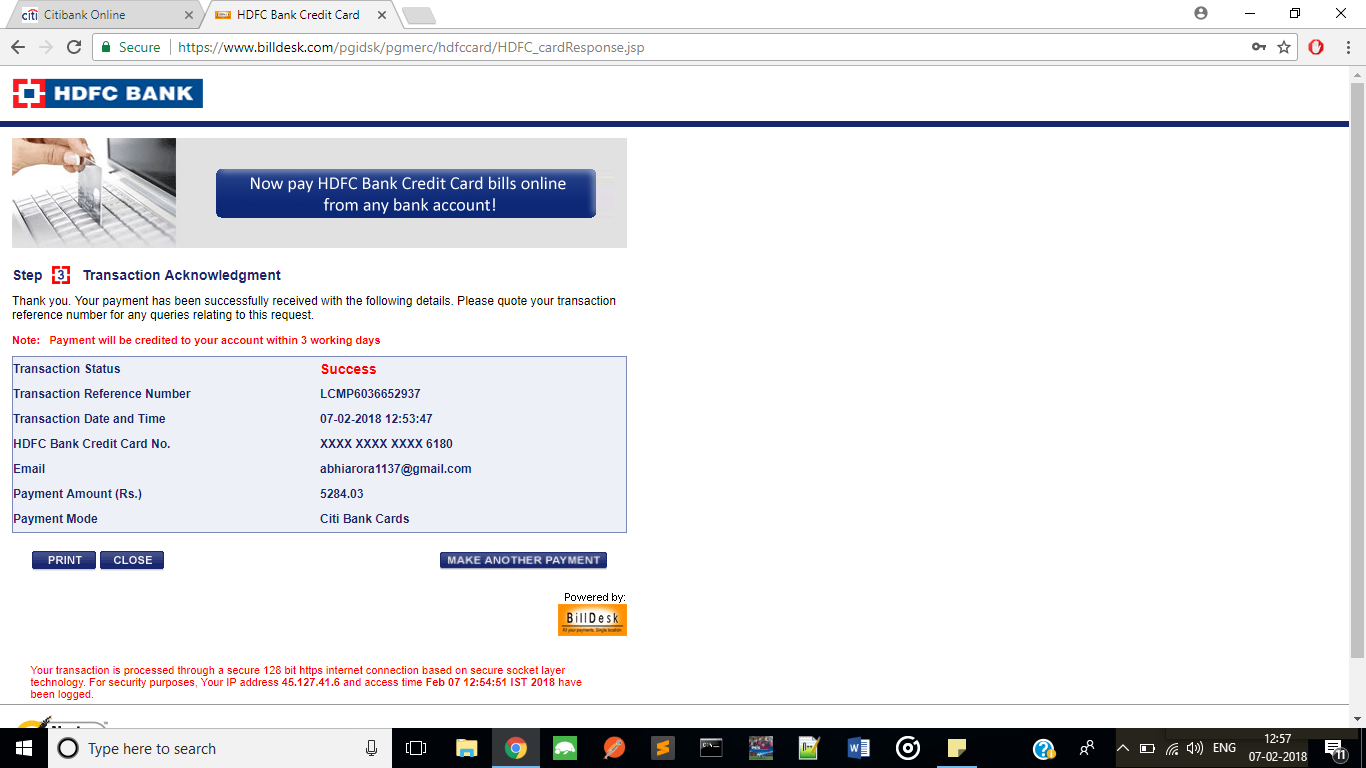 Citibank Online
HDFC Bank Credit Card
Secure
https://www.billdesk.com/pgidsk/pgmerc/hdfccard/HDFC_cardResponse.jsp
HDFC BANK
Now pay HDFC Bank Credit Card bills online
from any bank account!
Step 3 Transaction Acknowledgment
Thank you. Your payment has been successfully received with the following details. Please quote your transaction
reference number for any queries relating to this request.
Note: Payment will be credited to your account within 3 working days
Transaction Status Success
Transaction Reference Number LCMP6036652937
Transaction Date and Time 07-02-2018 12:53:47
HDFC Bank Credit Card No. XXXX XXXX XXXX 6180
Email abhiarora1137@gmail.com
Payment Amount (Rs.) 5284.03
Payment Mode Citi Bank Cards
PRINT CLOSE MAKE ANOTHER PAYMENT
Powered by:
BillDesk
All your payments. Single location
Your transaction is processed through a secure 128 bit https internet connection based on secure socket layer
technology. For security purposes, Your IP address 45.127.41.6 and access time Feb 07 12:54:51 IST 2018 have
been logged.
Type here to search
ENG
12:57
07-02-2018
11